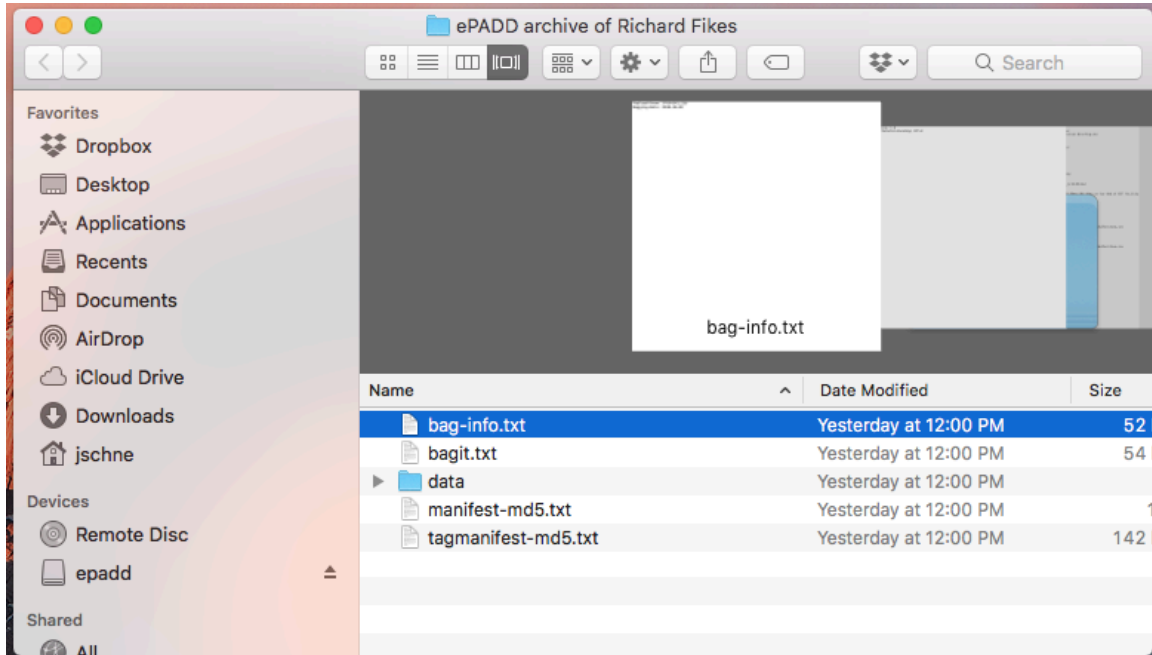 ePADD archive of Richard Fikes
Search
Favorites
Dropbox
Desktop
Applications
Recents
Documents
AirDrop
iCloud Drive
Downloads
jschne
Devices
Remote Disc
epadd
Shared
All
bag-info.txt
Name Date Modified Size
bag-info.txt Yesterday at 12:00 PM 52
bagit.txt Yesterday at 12:00 PM 54
data Yesterday at 12:00 PM
manifest-md5.txt Yesterday at 12:00 PM 1
tagmanifest-md5.txt Yesterday at 12:00 PM 142